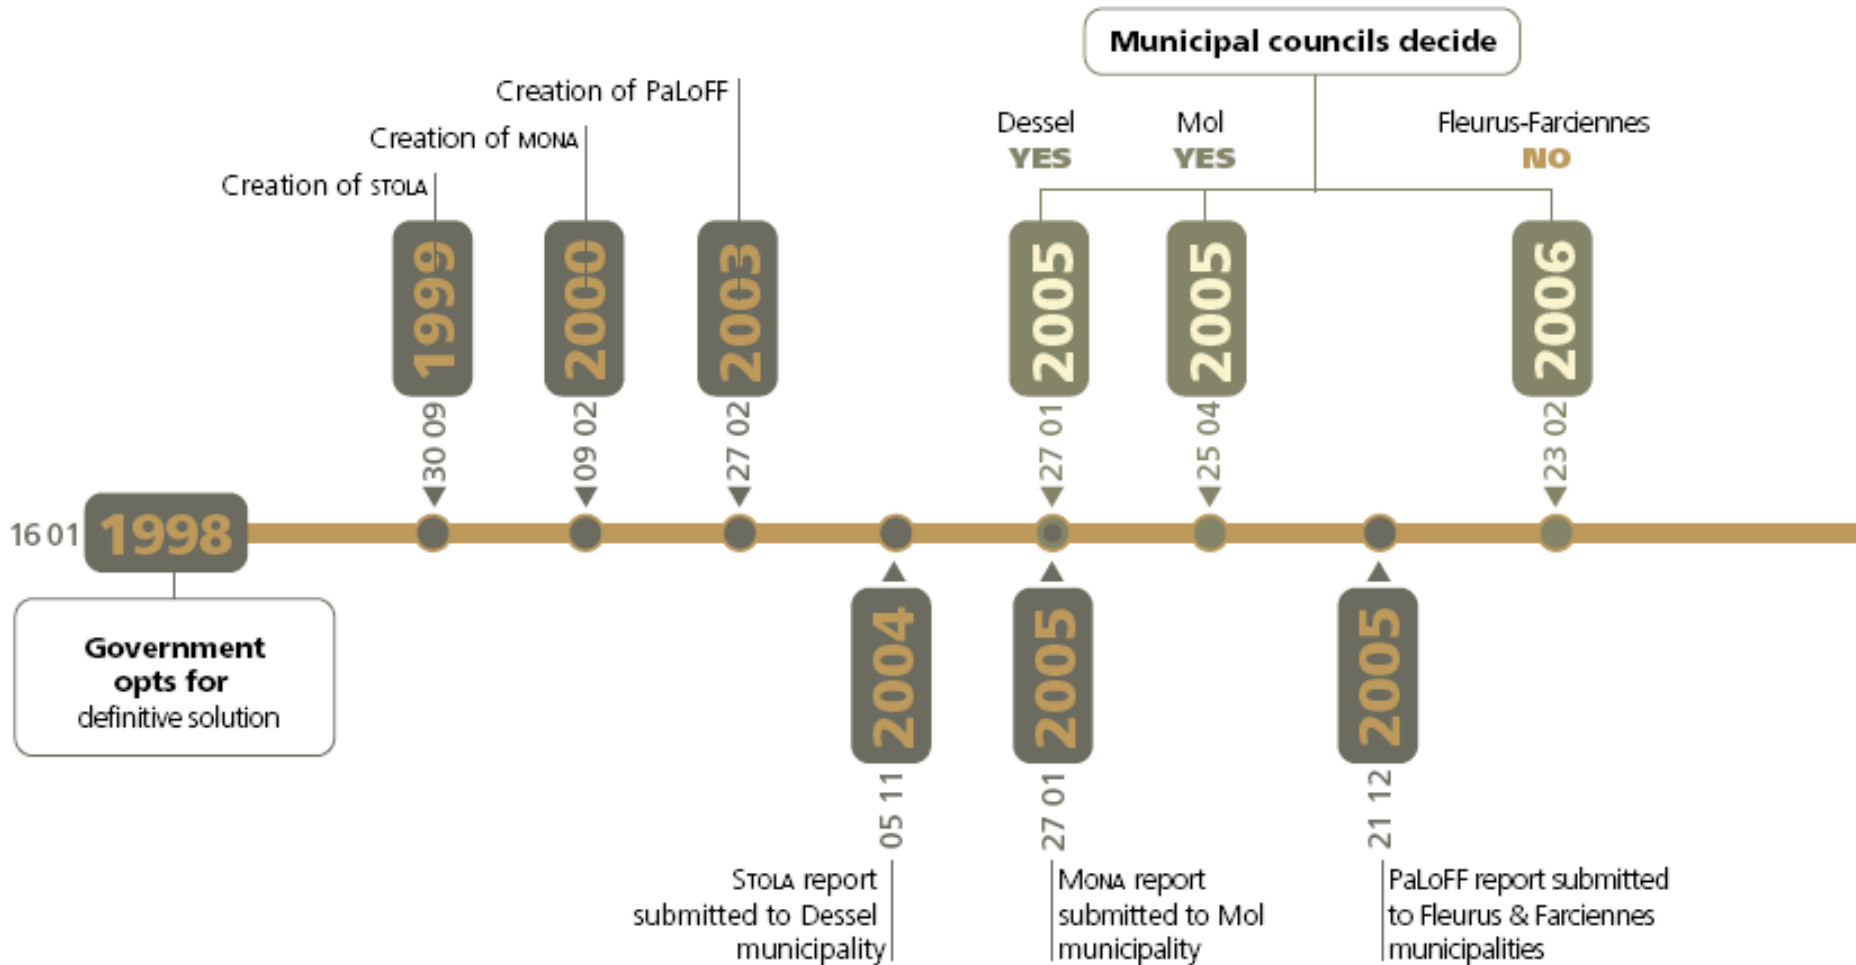 Municipal councils decide
Creation of PaLoFF
Creation of MONA
Creation of STOLA
Dessel
YES
Mol
YES
Fleurus-Farciennes
NO
1999
2000
2003
2005
2005
2006
30 09
09 02
27 02
27 01
25 04
23 02
16 01
1998
Government
opts for
definitive solution
2004
2005
2005
05 11
27 01
21 12
STOLA report
submitted to Dessel
municipality
MONA report
submitted to Mol
municipality
PaLoFF report submitted
to Fleurus & Farciennes
municipalities